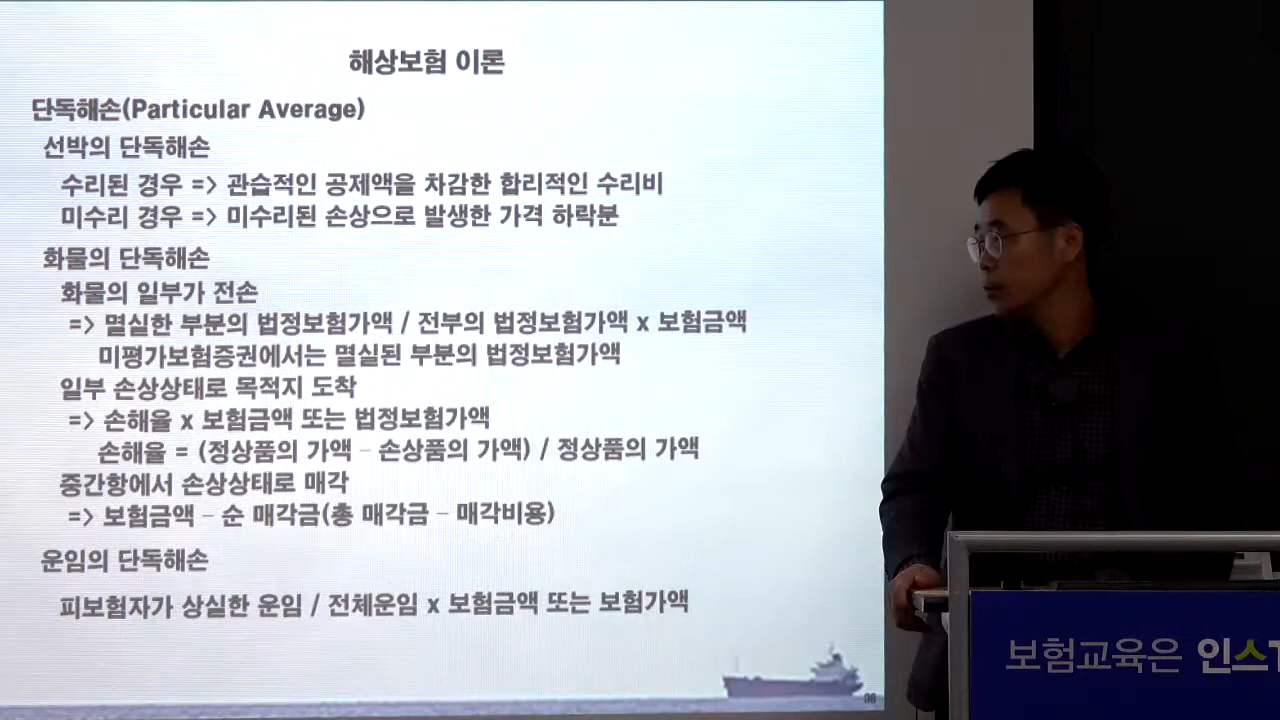 해상보험 이론
단독해손(Particular Average)
선박의 단독해손
수리된 경우 => 관습적인 공제액을 차감한 합리적인 수리비
미수리 경우 => 미수리된 손상으로 발생한 가격 하락분
화물의 단독해손
화물의 일부가 전손
=> 멸실한 부분의 법정보험가액 / 전부의 법정보험가액 x 보험금액
미평가보험증권에서는 멸실된 부분의 법정보험가액
일부 손상상태로 목적지 도착
=> 손해율 x 보험금액 또는 법정보험가액
손해율 = (정상품의 가액 - 손상품의 가액) / 정상품의 가액
중간항에서 손상상태로 매각
=> 보험금액 - 순 매각금(총 매각금 - 매각비용)
운임의 단독해손
피보험자가 상실한 운임 / 전체운임 x 보험금액 또는 보험가액
보험교육은 인스